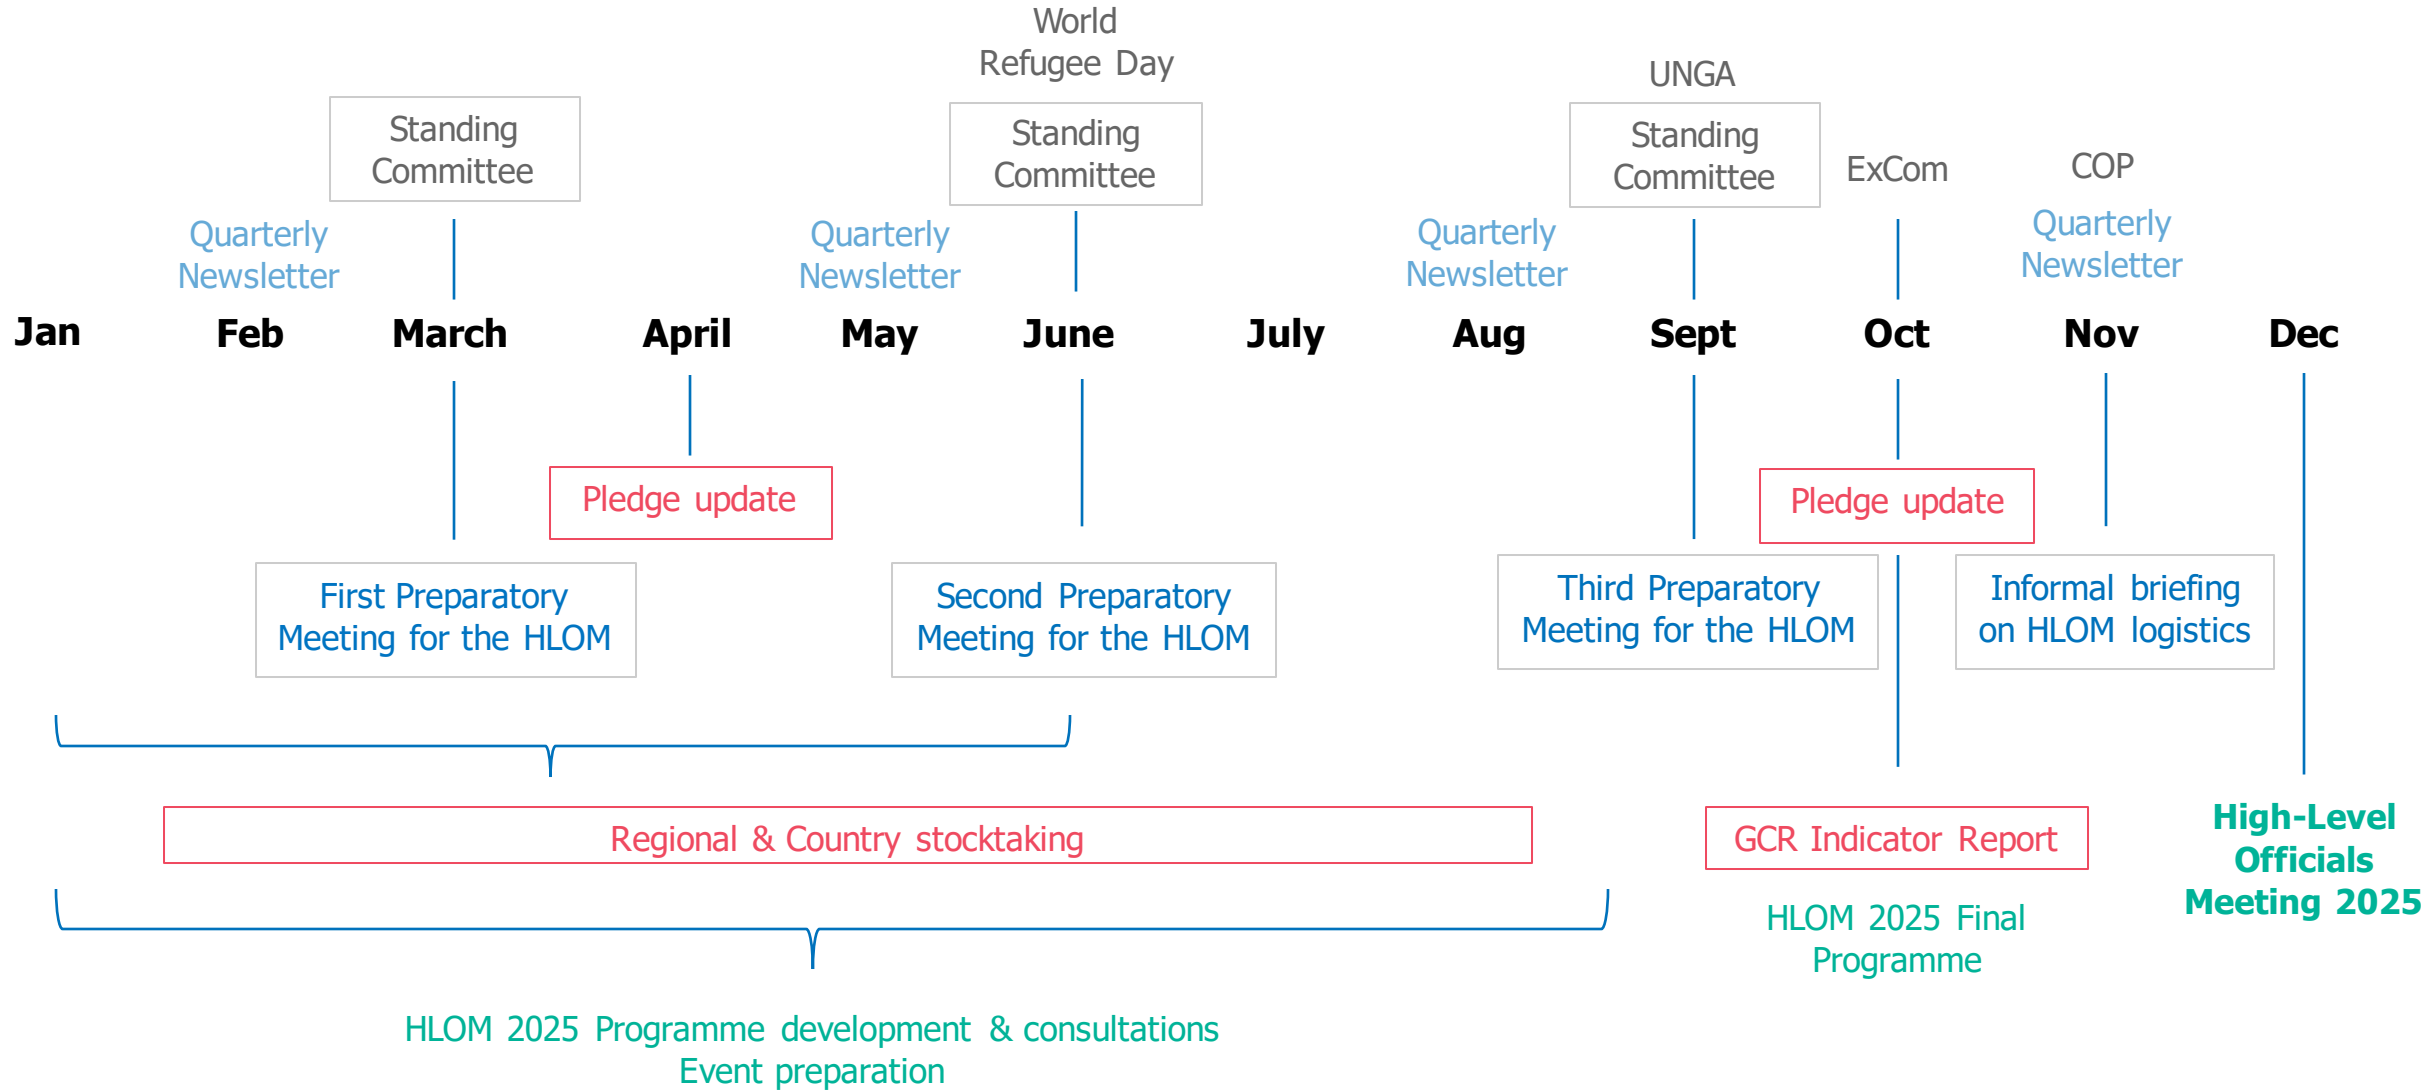 World
Refugee Day
UNGA
Standing
Committee
Standing
Committee
Standing
Committee
ExCom
COP
Quarterly
Newsletter
Quarterly
Newsletter
Quarterly
Newsletter
Quarterly
Newsletter
Jan
Feb
March
April
May
June
July
Aug
Sept
Oct
Nov
Dec
Pledge update
Pledge update
First Preparatory
Meeting for the HLOM
Second Preparatory
Meeting for the HLOM
Third Preparatory
Meeting for the HLOM
Informal briefing
on HLOM logistics
Regional & Country stocktaking
GCR Indicator Report
High-Level
Officials
Meeting 2025
HLOM 2025 Final
Programme
HLOM 2025 Programme development & consultations
Event preparation